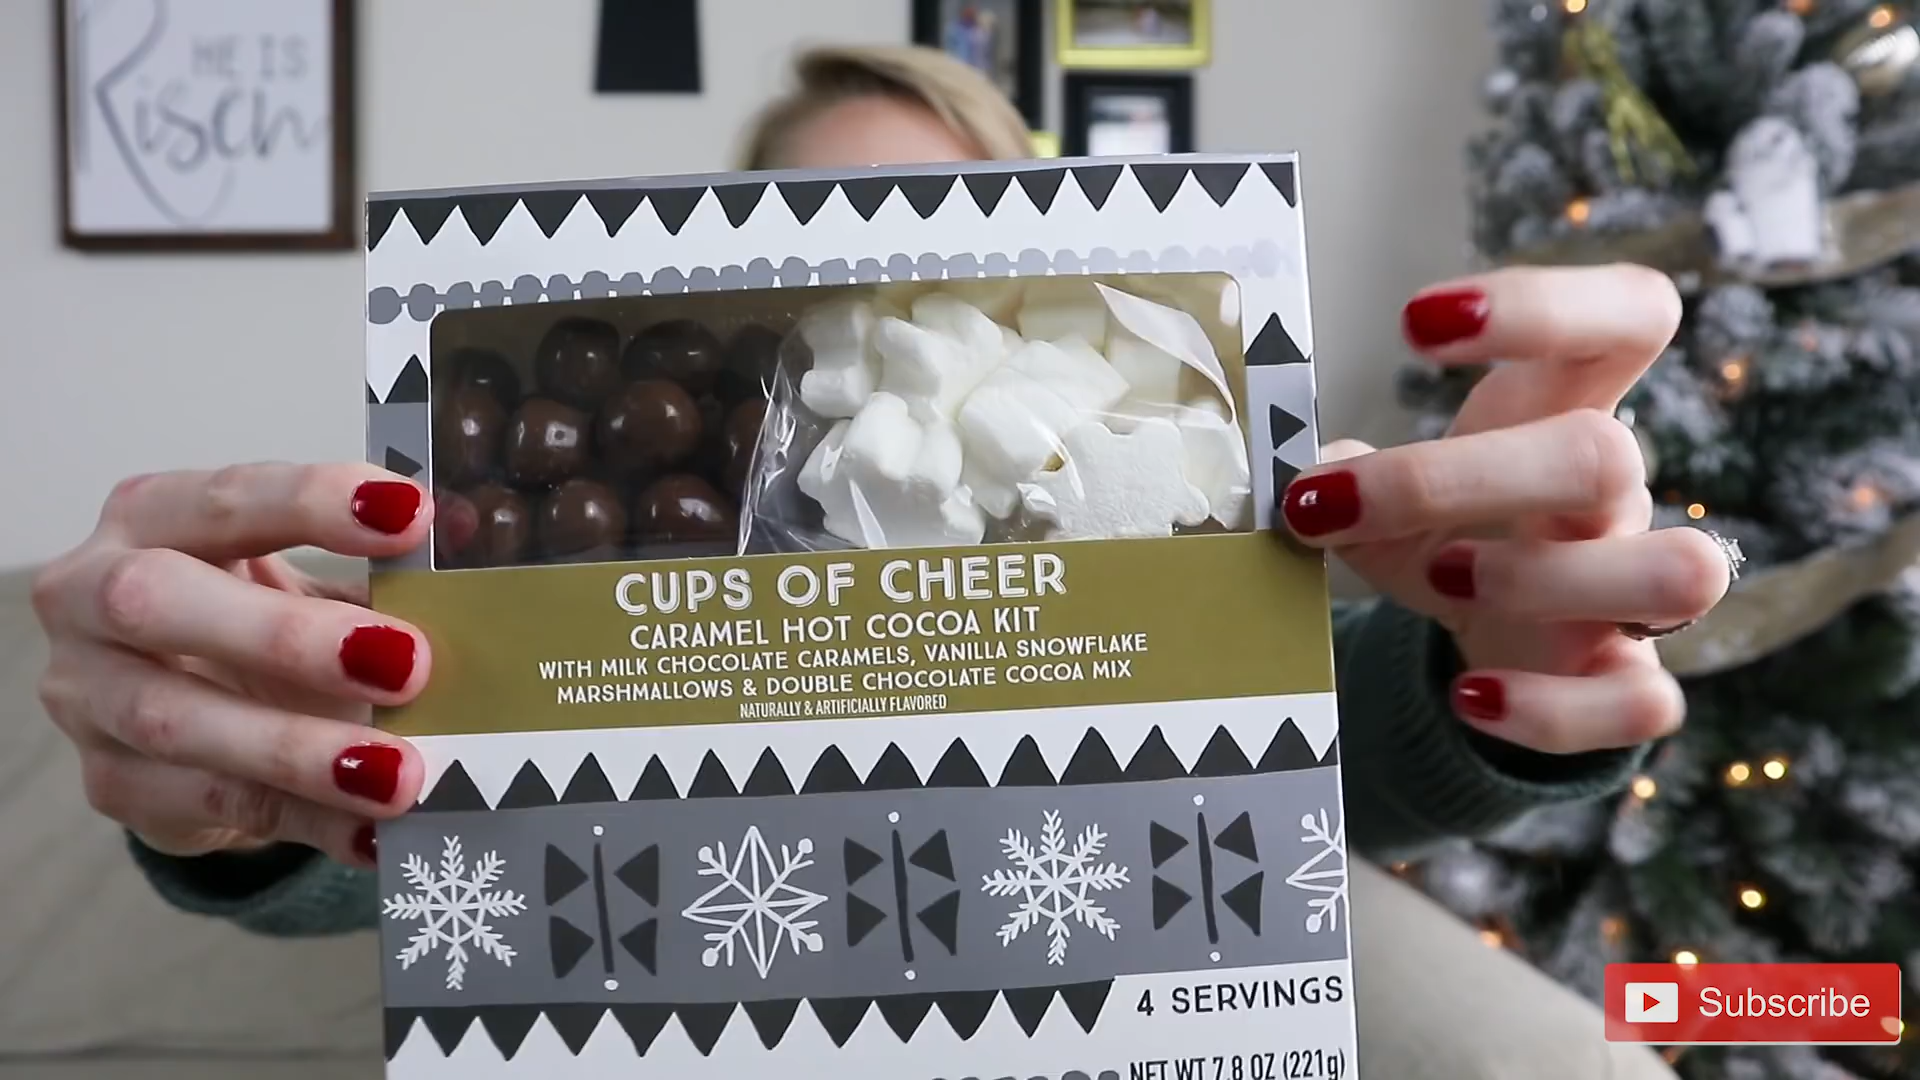 HE IS
Risen
CUPS OF CHEER
CARAMEL HOT COCOA KIT
WITH MILK CHOCOLATE CARAMELS, VANILLA SNOWFLAKE
MARSHMALLOWS & DOUBLE CHOCOLATE COCOA MIX
NATURALLY & ARTIFICIALLY FLAVORED
4 SERVINGS
NET WT 7.8 OZ (221g)
Subscribe